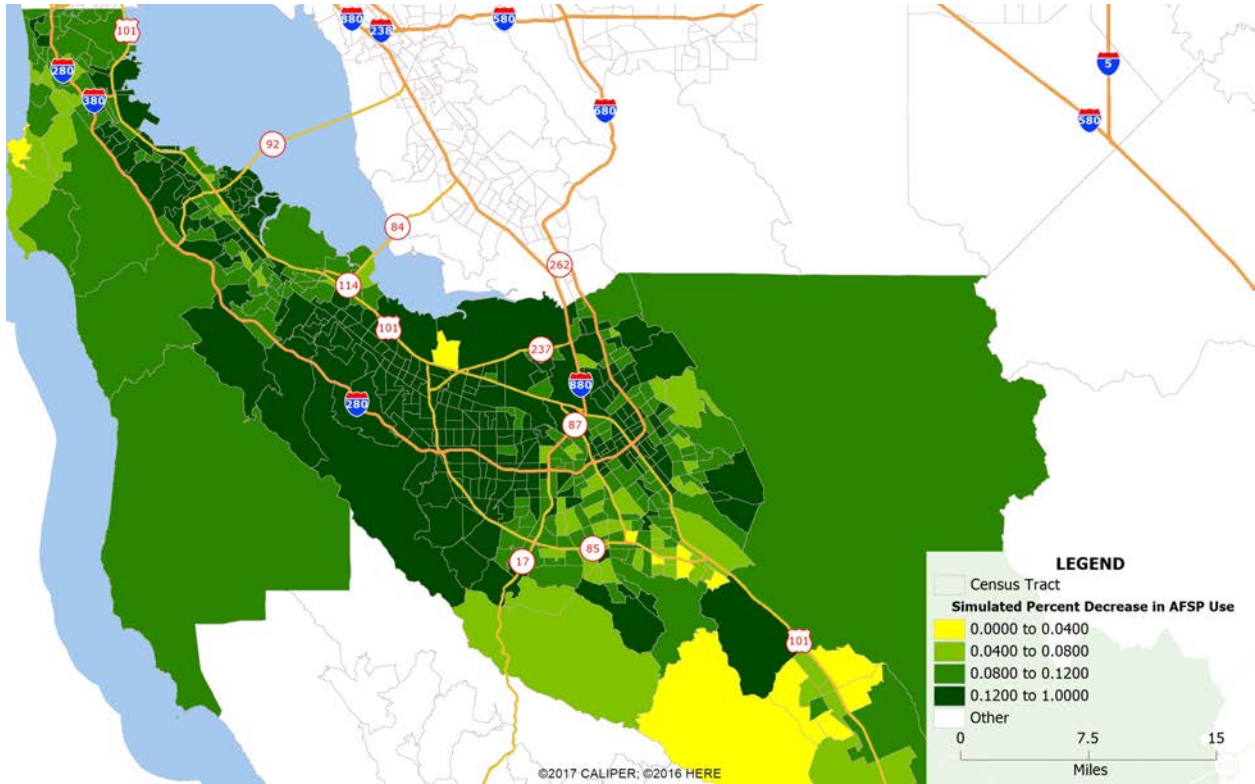 101
280
380
92
84
114
101
237
280
880
87
85
17
101
880
238
580
680
262
5
580
LEGEND
Census Tract
Simulated Percent Decrease in AFSP Use
0.0000 to 0.0400
0.0400 to 0.0800
0.0800 to 0.1200
0.1200 to 1.0000
Other
0 7.5 15
Miles
©2017 CALIPER; ©2016 HERE